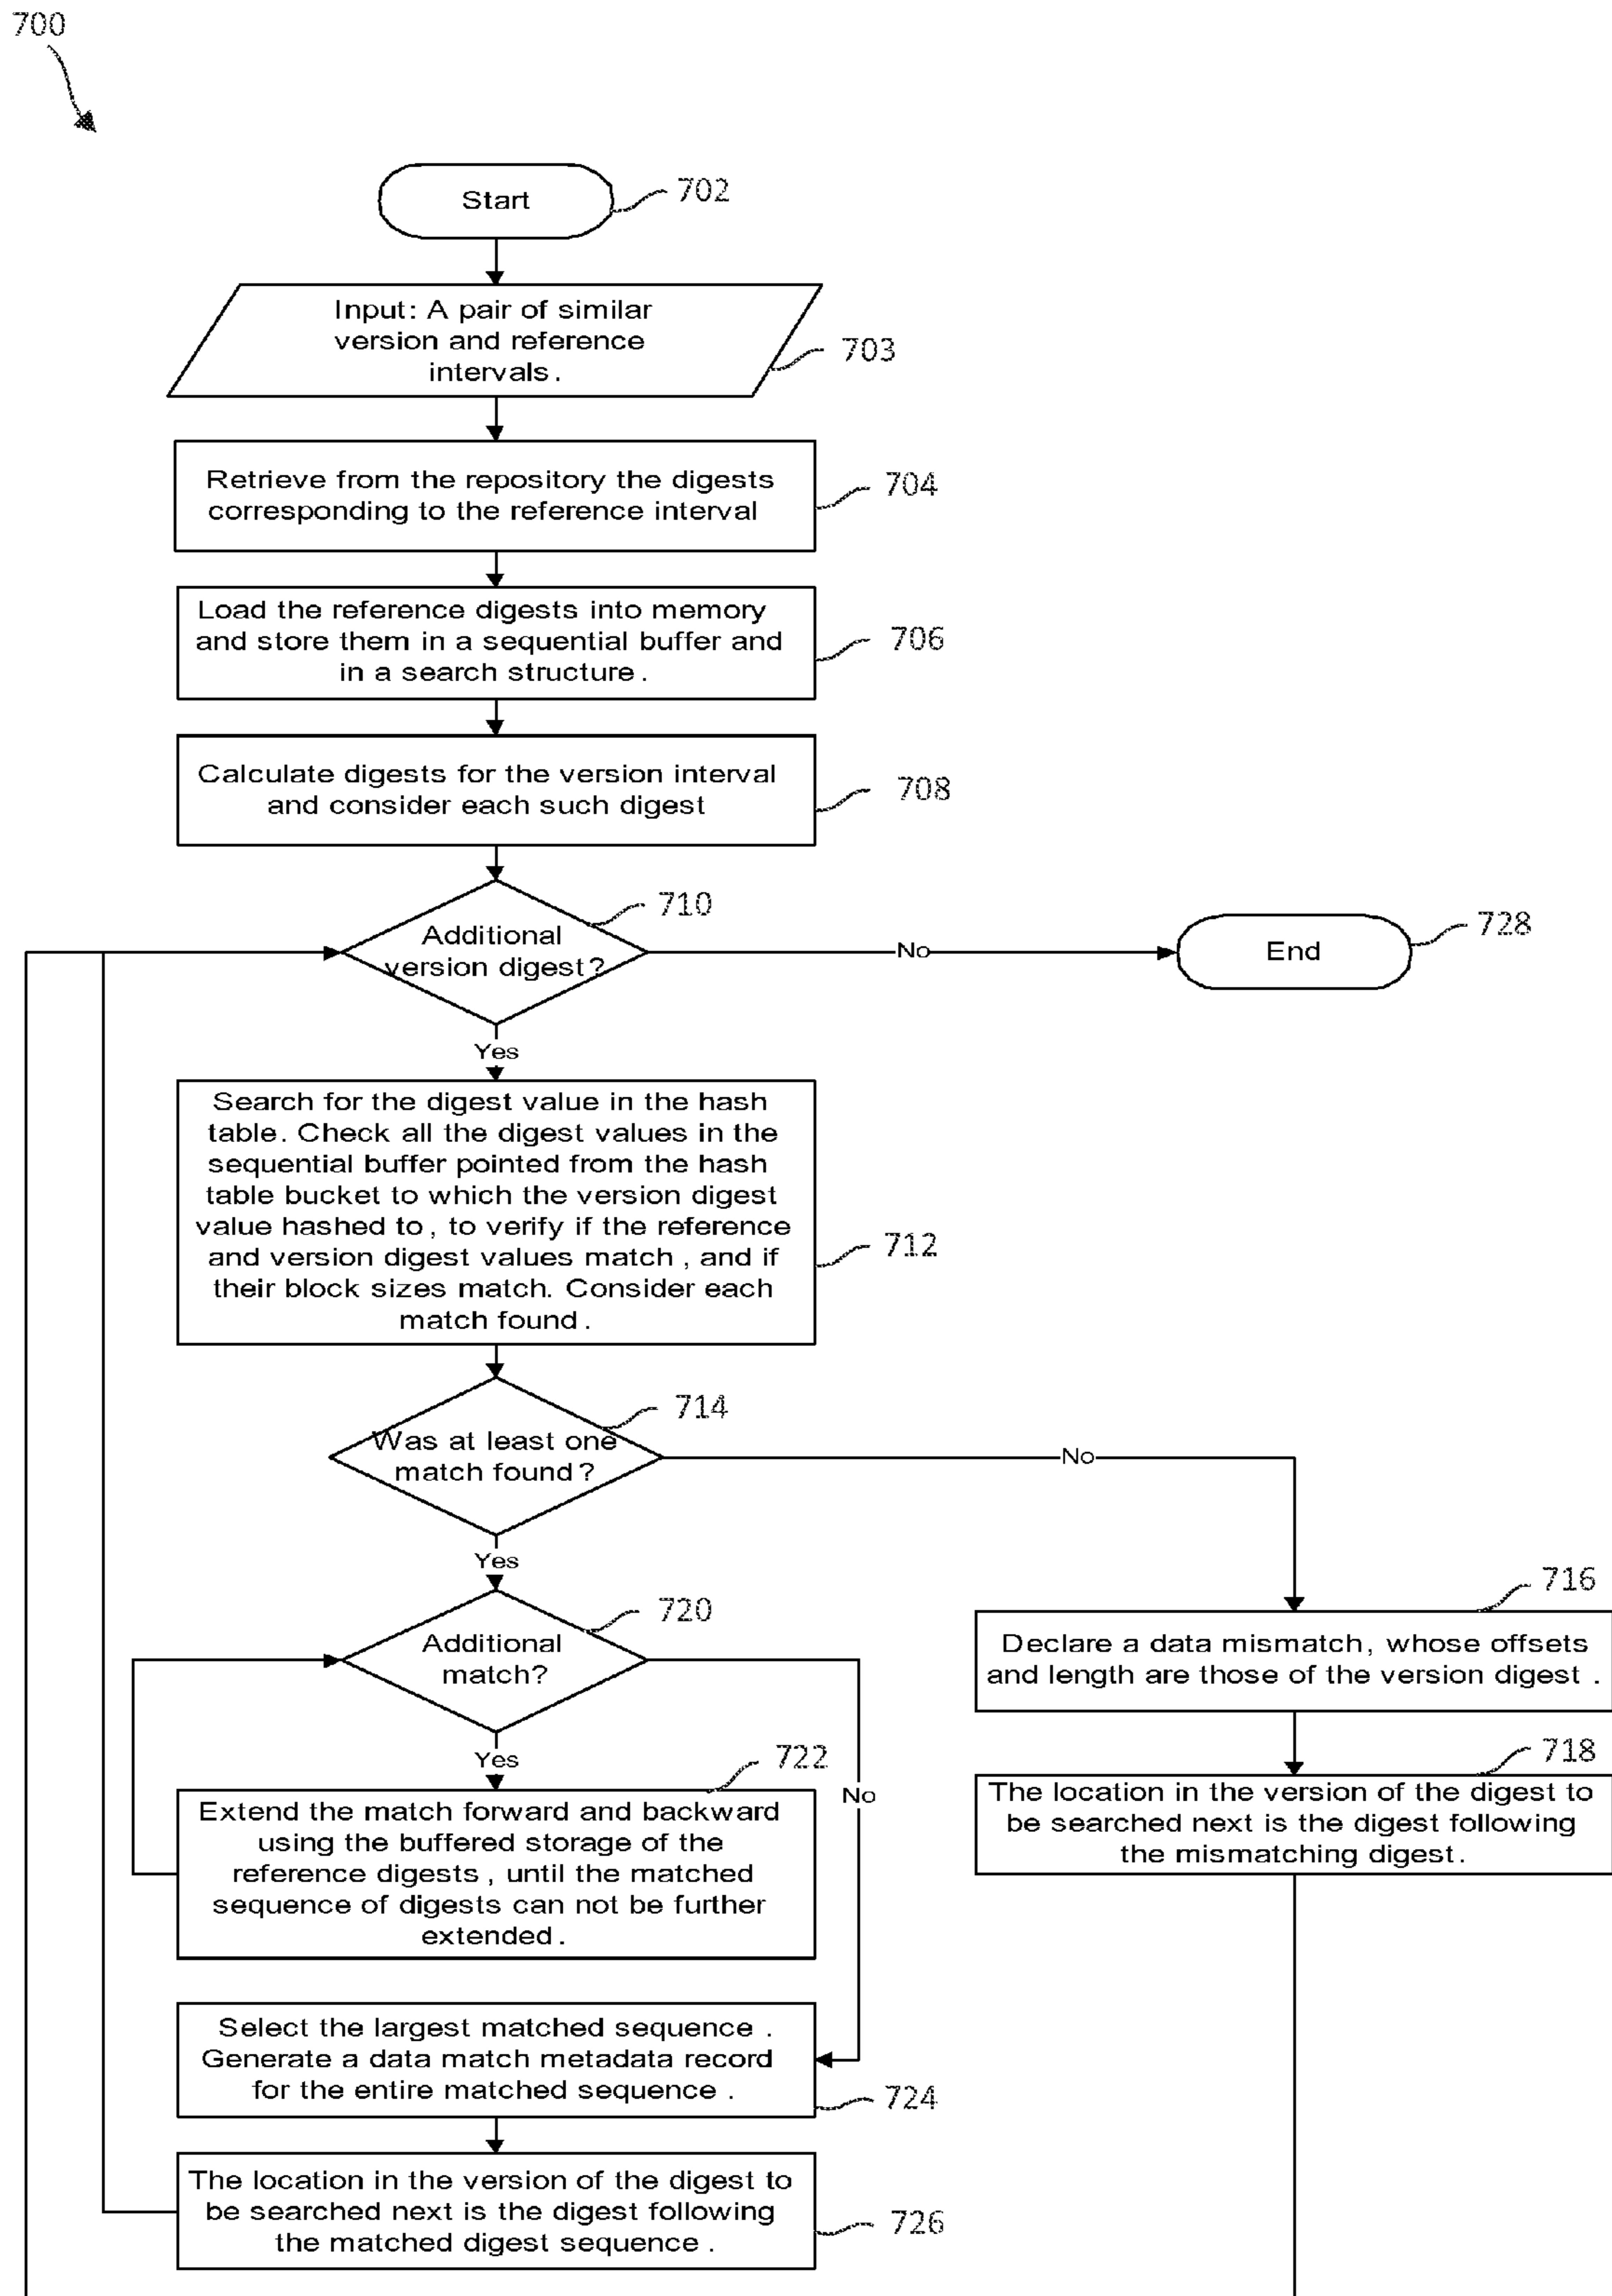 700
Start
702
Input: A pair of similar
version and reference
intervals.
703
Retrieve from the repository the digests
corresponding to the reference interval
704
Load the reference digests into memory
and store them in a sequential buffer and
in a search structure.
706
Calculate digests for the version interval
and consider each such digest
708
710
Additional
version digest?
No
End
728
Yes
Search for the digest value in the hash
table. Check all the digest values in the
sequential buffer pointed from the hash
table bucket to which the version digest
value hashed to, to verify if the reference
and version digest values match, and if
their block sizes match. Consider each
match found.
712
714
Was at least one
match found?
No
Yes
716
Declare a data mismatch, whose offsets
and length are those of the version digest.
718
The location in the version of the digest to
be searched next is the digest following
the mismatching digest.
720
Additional
match?
Yes
No
722
Extend the match forward and backward
using the buffered storage of the
reference digests, until the matched
sequence of digests can not be further
extended.
Select the largest matched sequence.
Generate a data match metadata record
for the entire matched sequence.
724
The location in the version of the digest to
be searched next is the digest following
the matched digest sequence.
726